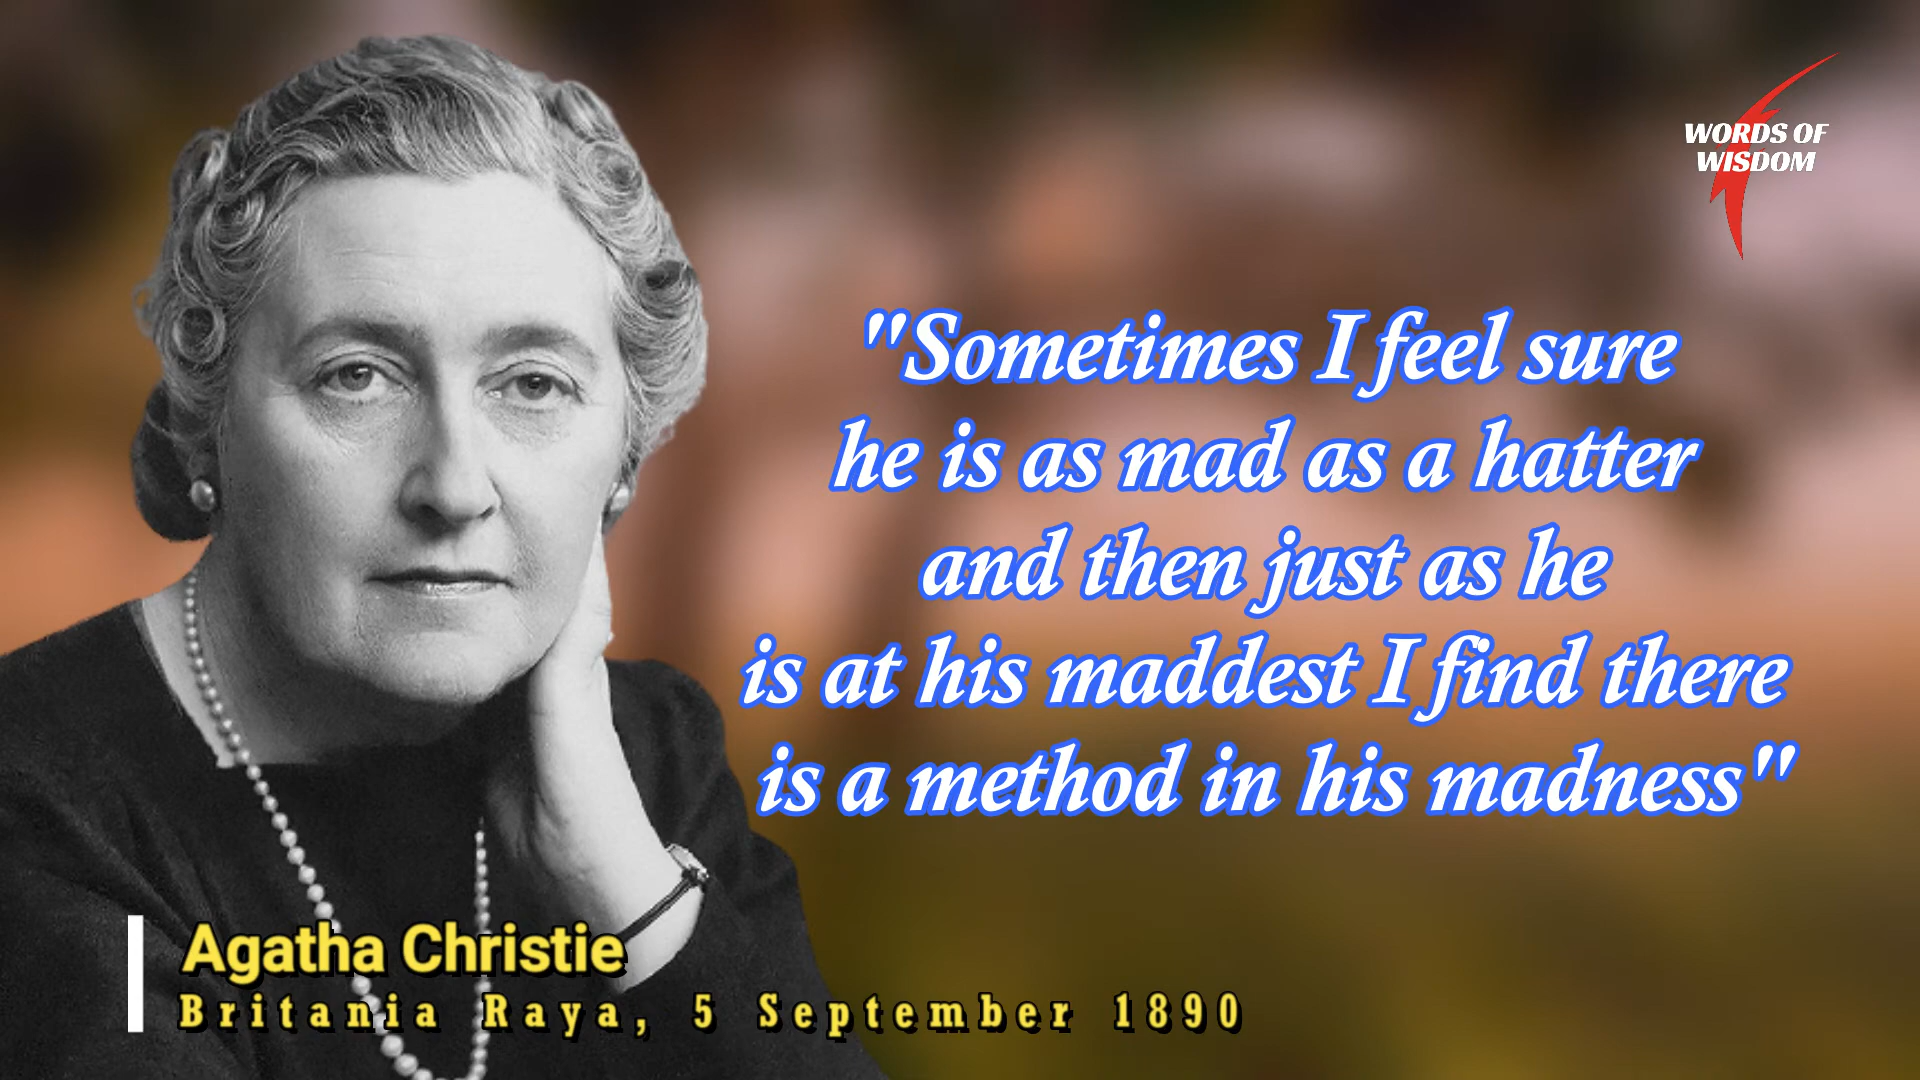 WORDS OF
WISDOM
"Sometimes I feel sure
he is as mad as a hatter
and then just as he
is at his maddest I find there
is a method in his madness"
Agatha Christie
Britania Raya, 5 September 1890